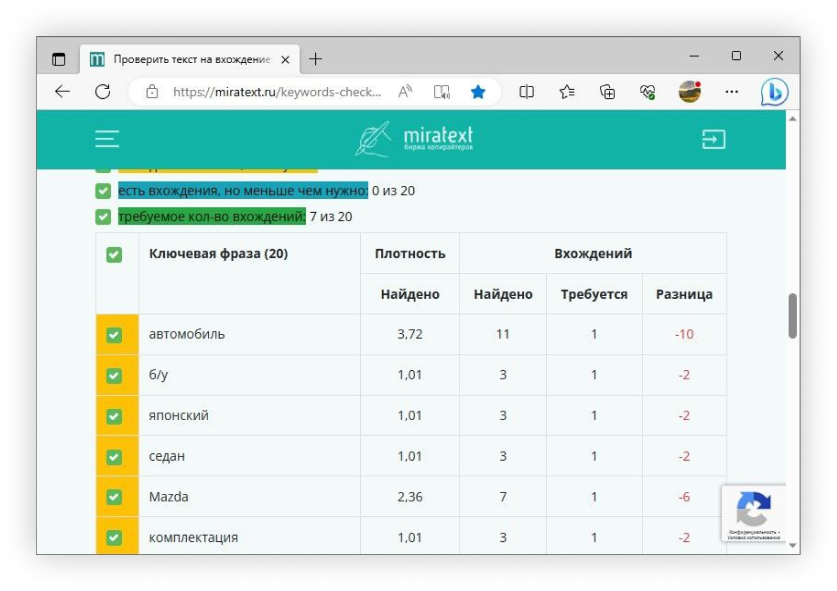 Проверить текст на вхождение
https://miratext.ru/keywords-check...
miratext
биржа копирайтеров
есть вхождения, но меньше чем нужно: 0 из 20
требуемое кол-во вхождений: 7 из 20
Ключевая фраза (20) Плотность Вхождений
Найдено Найдено Требуется Разница
автомобиль 3,72 11 1 -10
б/у 1,01 3 1 -2
японский 1,01 3 1 -2
седан 1,01 3 1 -2
Mazda 2,36 7 1 -6
комплектация 1,01 3 1 -2
Конфиденциальность -
Условия использования